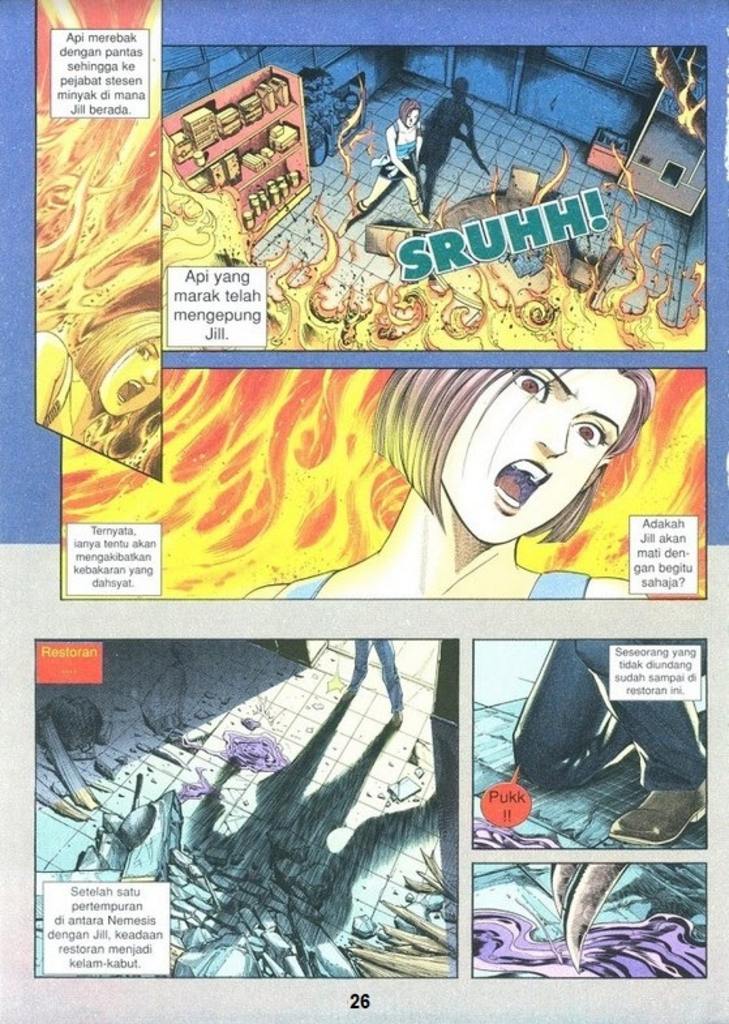 Api merebak
dengan pantas
sehingga ke
pejabat stesen
minyak di mana
Jill berada.
SRUHH!
Api yang
marak telah
mengepung
Jill.
Ternyata,
ianya tentu akan
mengakibatkan
kebakaran yang
dahsyat.
Adakah
Jill akan
mati den-
gan begitu
sahaja?
Restoran
....
Setelah satu
pertempuran
di antara Nemesis
dengan Jill, keadaan
restoran menjadi
kelam-kabut.
Seseorang yang
tidak diundang
sudah sampai di
restoran ini.
Pukk
!!
26